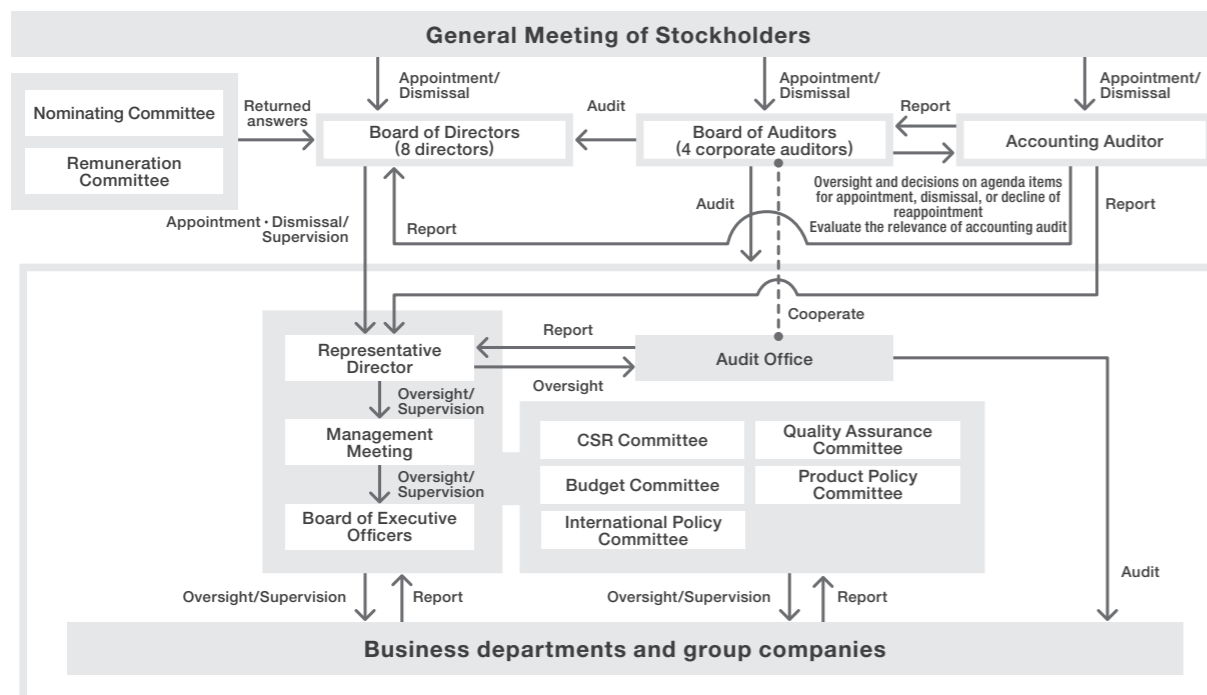 General Meeting of Stockholders
Appointment/
Dismissal
Appointment/
Dismissal
Appointment/
Dismissal
Nominating Committee
Remuneration
Committee
Returned
answers
Board of Directors
(8 directors)
Audit
Board of Auditors
(4 corporate auditors)
Report
Accounting Auditor
Oversight and decisions on agenda items
for appointment, dismissal, or decline of
reappointment
Evaluate the relevance of accounting audit
Audit
Report
Appointment・Dismissal/
Supervision
Report
Cooperate
Representative
Director
Report
Oversight
Audit Office
Oversight/
Supervision
Management
Meeting
Oversight/
Supervision
Board of Executive
Officers
CSR Committee
Quality Assurance
Committee
Budget Committee
Product Policy
Committee
International Policy
Committee
Audit
Oversight/Supervision
Report
Oversight/Supervision
Report
Business departments and group companies